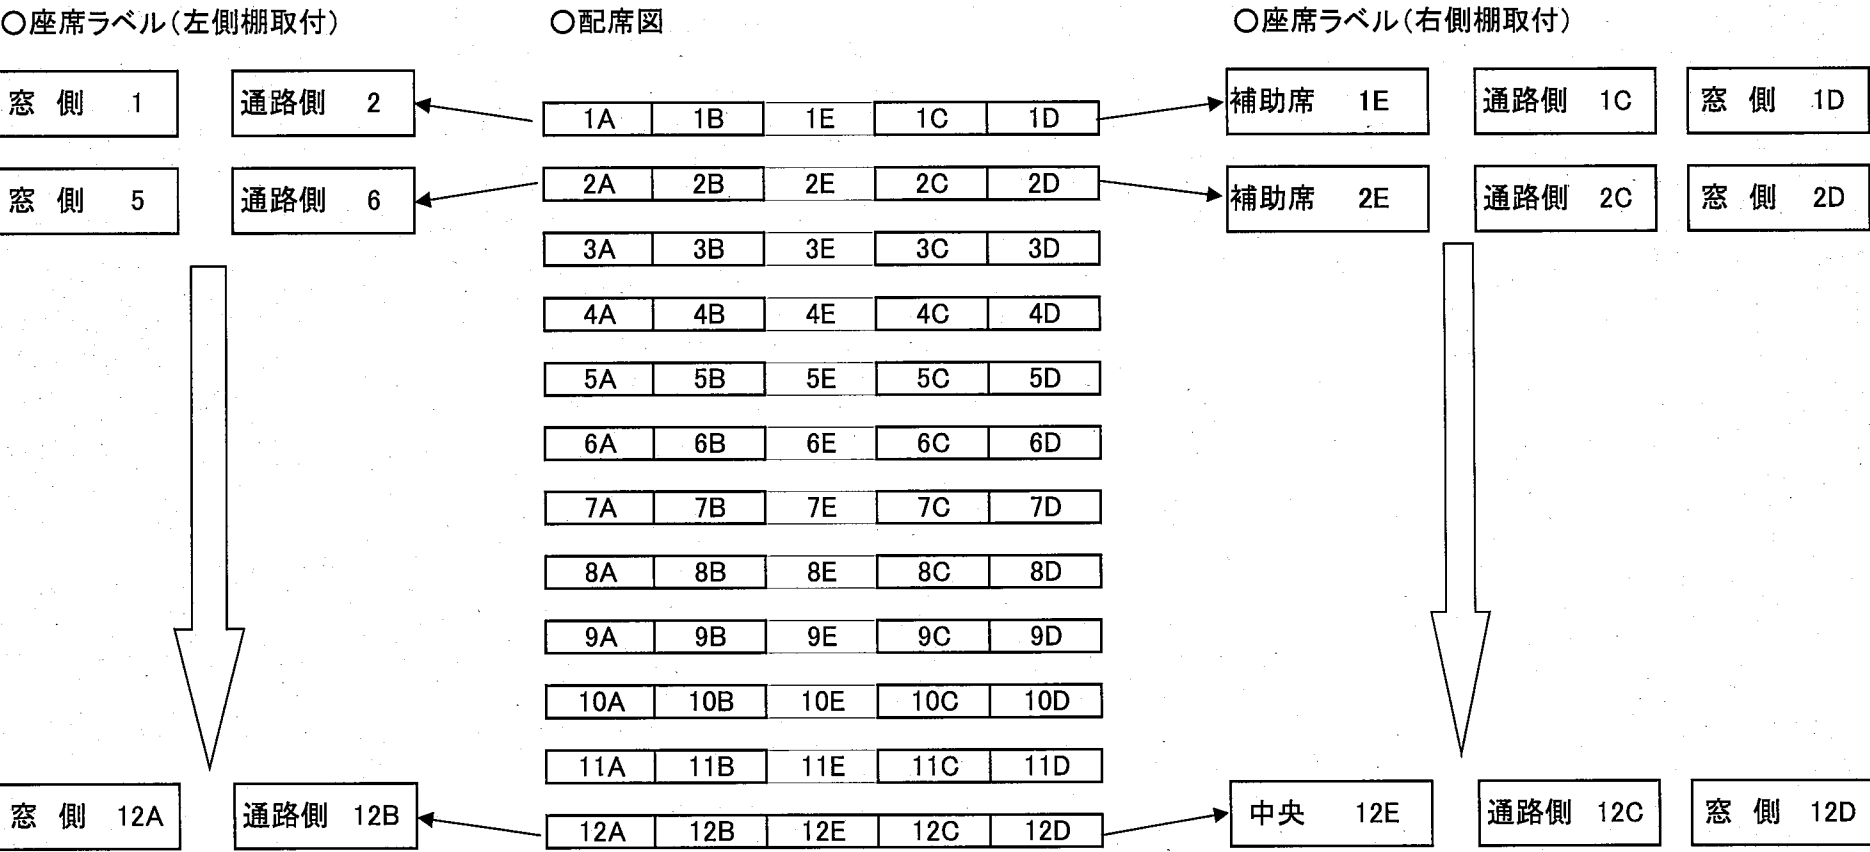 ○座席ラベル(左側棚取付) ○配席図 ○座席ラベル(右側棚取付)
窓 側 1 通路側 2 1A 1B 1E 1C 1D 補助席 1E 通路側 1C 窓 側 1D
窓 側 5 通路側 6 2A 2B 2E 2C 2D 補助席 2E 通路側 2C 窓 側 2D
3A 3B 3E 3C 3D
4A 4B 4E 4C 4D
5A 5B 5E 5C 5D
6A 6B 6E 6C 6D
7A 7B 7E 7C 7D
8A 8B 8E 8C 8D
9A 9B 9E 9C 9D
10A 10B 10E 10C 10D
11A 11B 11E 11C 11D
窓 側 12A 通路側 12B 12A 12B 12E 12C 12D 中央 12E 通路側 12C 窓 側 12D